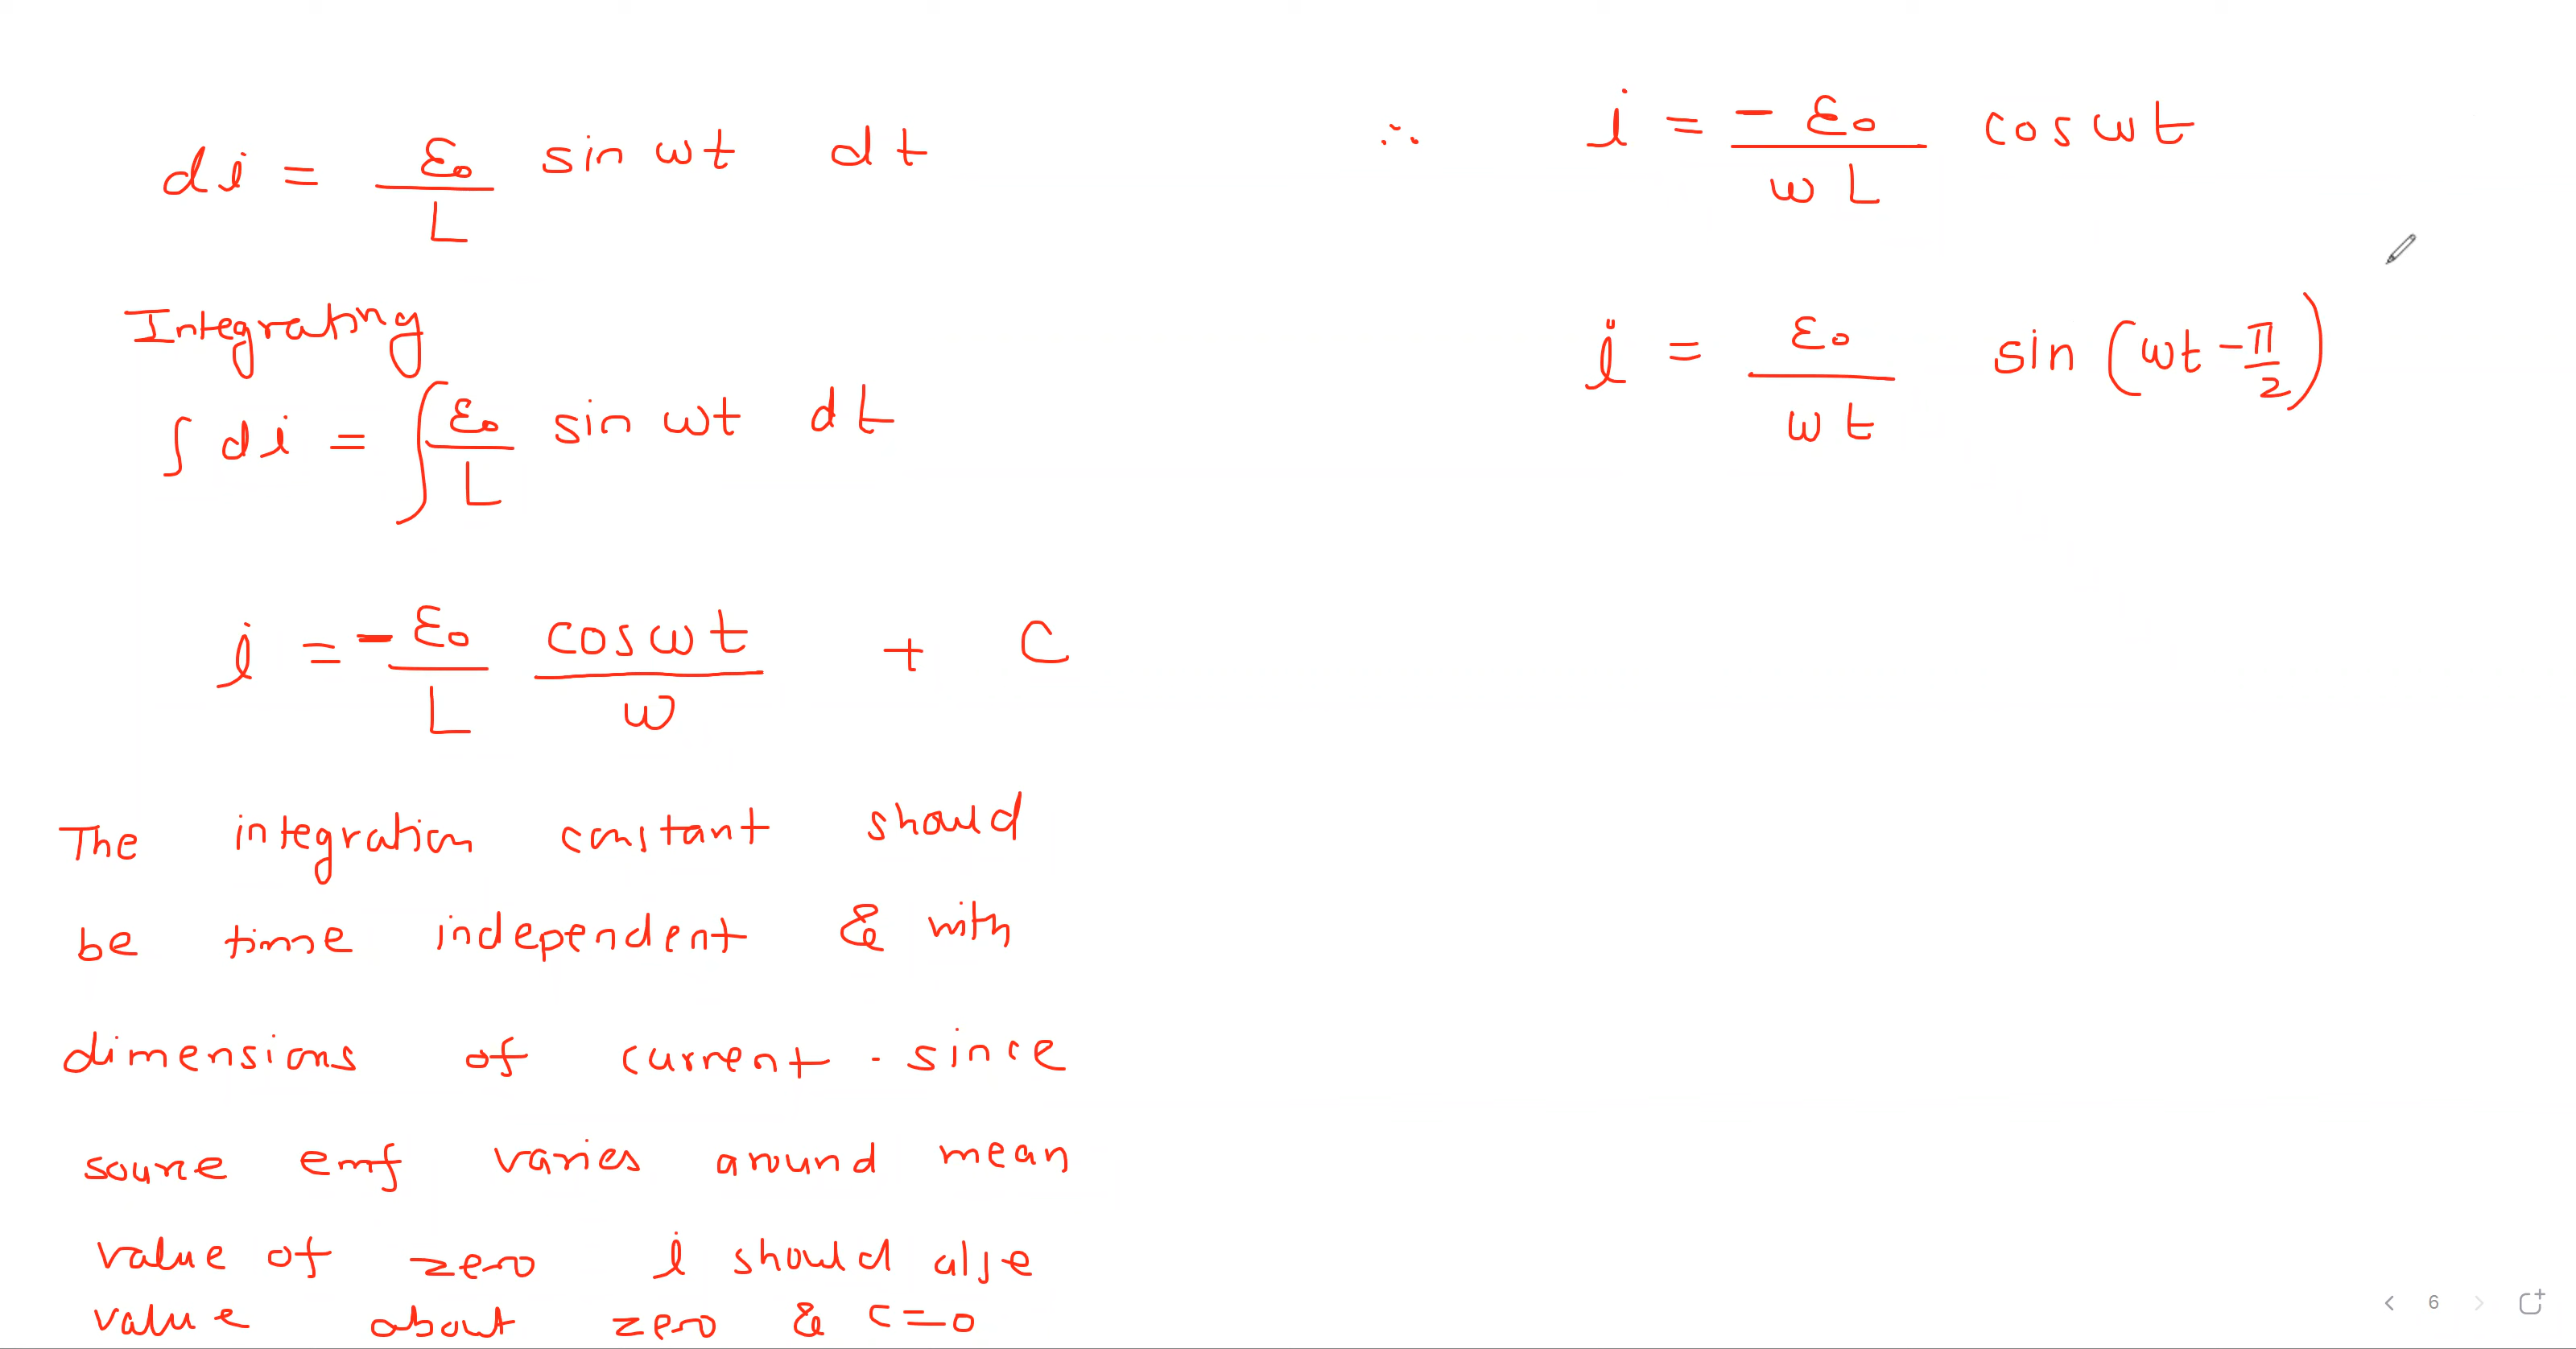 di = ε₀/L sin ωt dt
Integrating
∫ di = ∫ ε₀/L sin ωt dt
i = -ε₀/L cos ωt/ω + C
The integration constant should
be time independent & with
dimensions of current . since
source emf varies around mean
value of zero i should also
value about zero & C=0
∴ i = -ε₀/ωL cos ωt
i = ε₀/ωt sin (ωt - π/2)
6